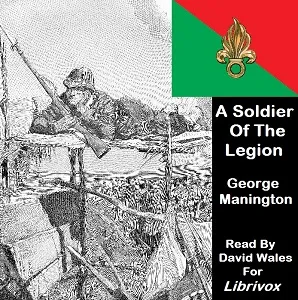 A Soldier
Of The
Legion
George
Manington
Read By
David Wales
For
Librivox